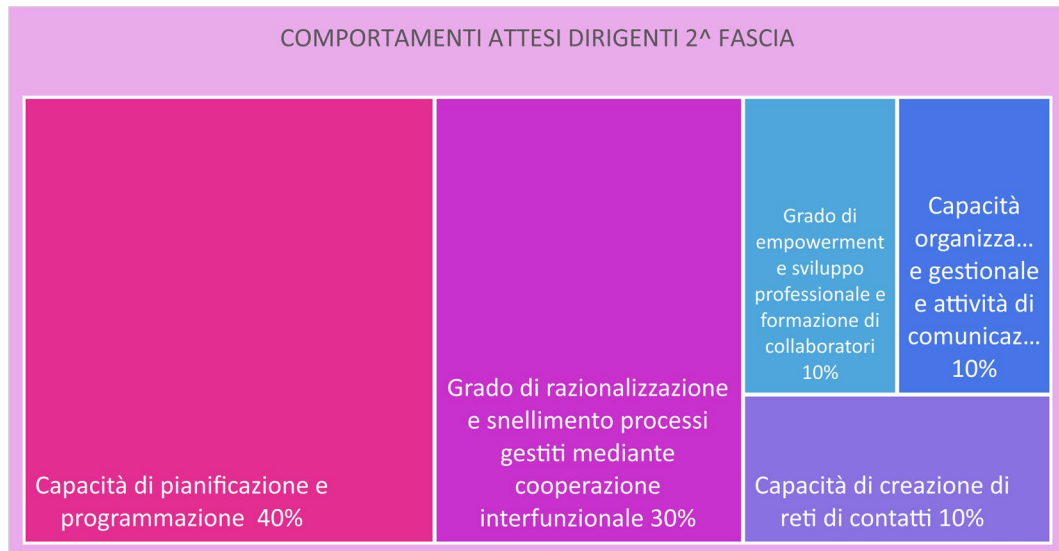 COMPORTAMENTI ATTESI DIRIGENTI 2^ FASCIA
Capacità di pianificazione e
programmazione 40%
Grado di razionalizzazione
e snellimento processi
gestiti mediante
cooperazione
interfunzionale 30%
Grado di
empowerment
e sviluppo
professionale e
formazione di
collaboratori
10%
Capacità
organizza...
e gestionale
e attività di
comunicaz...
10%
Capacità di creazione di
reti di contatti 10%